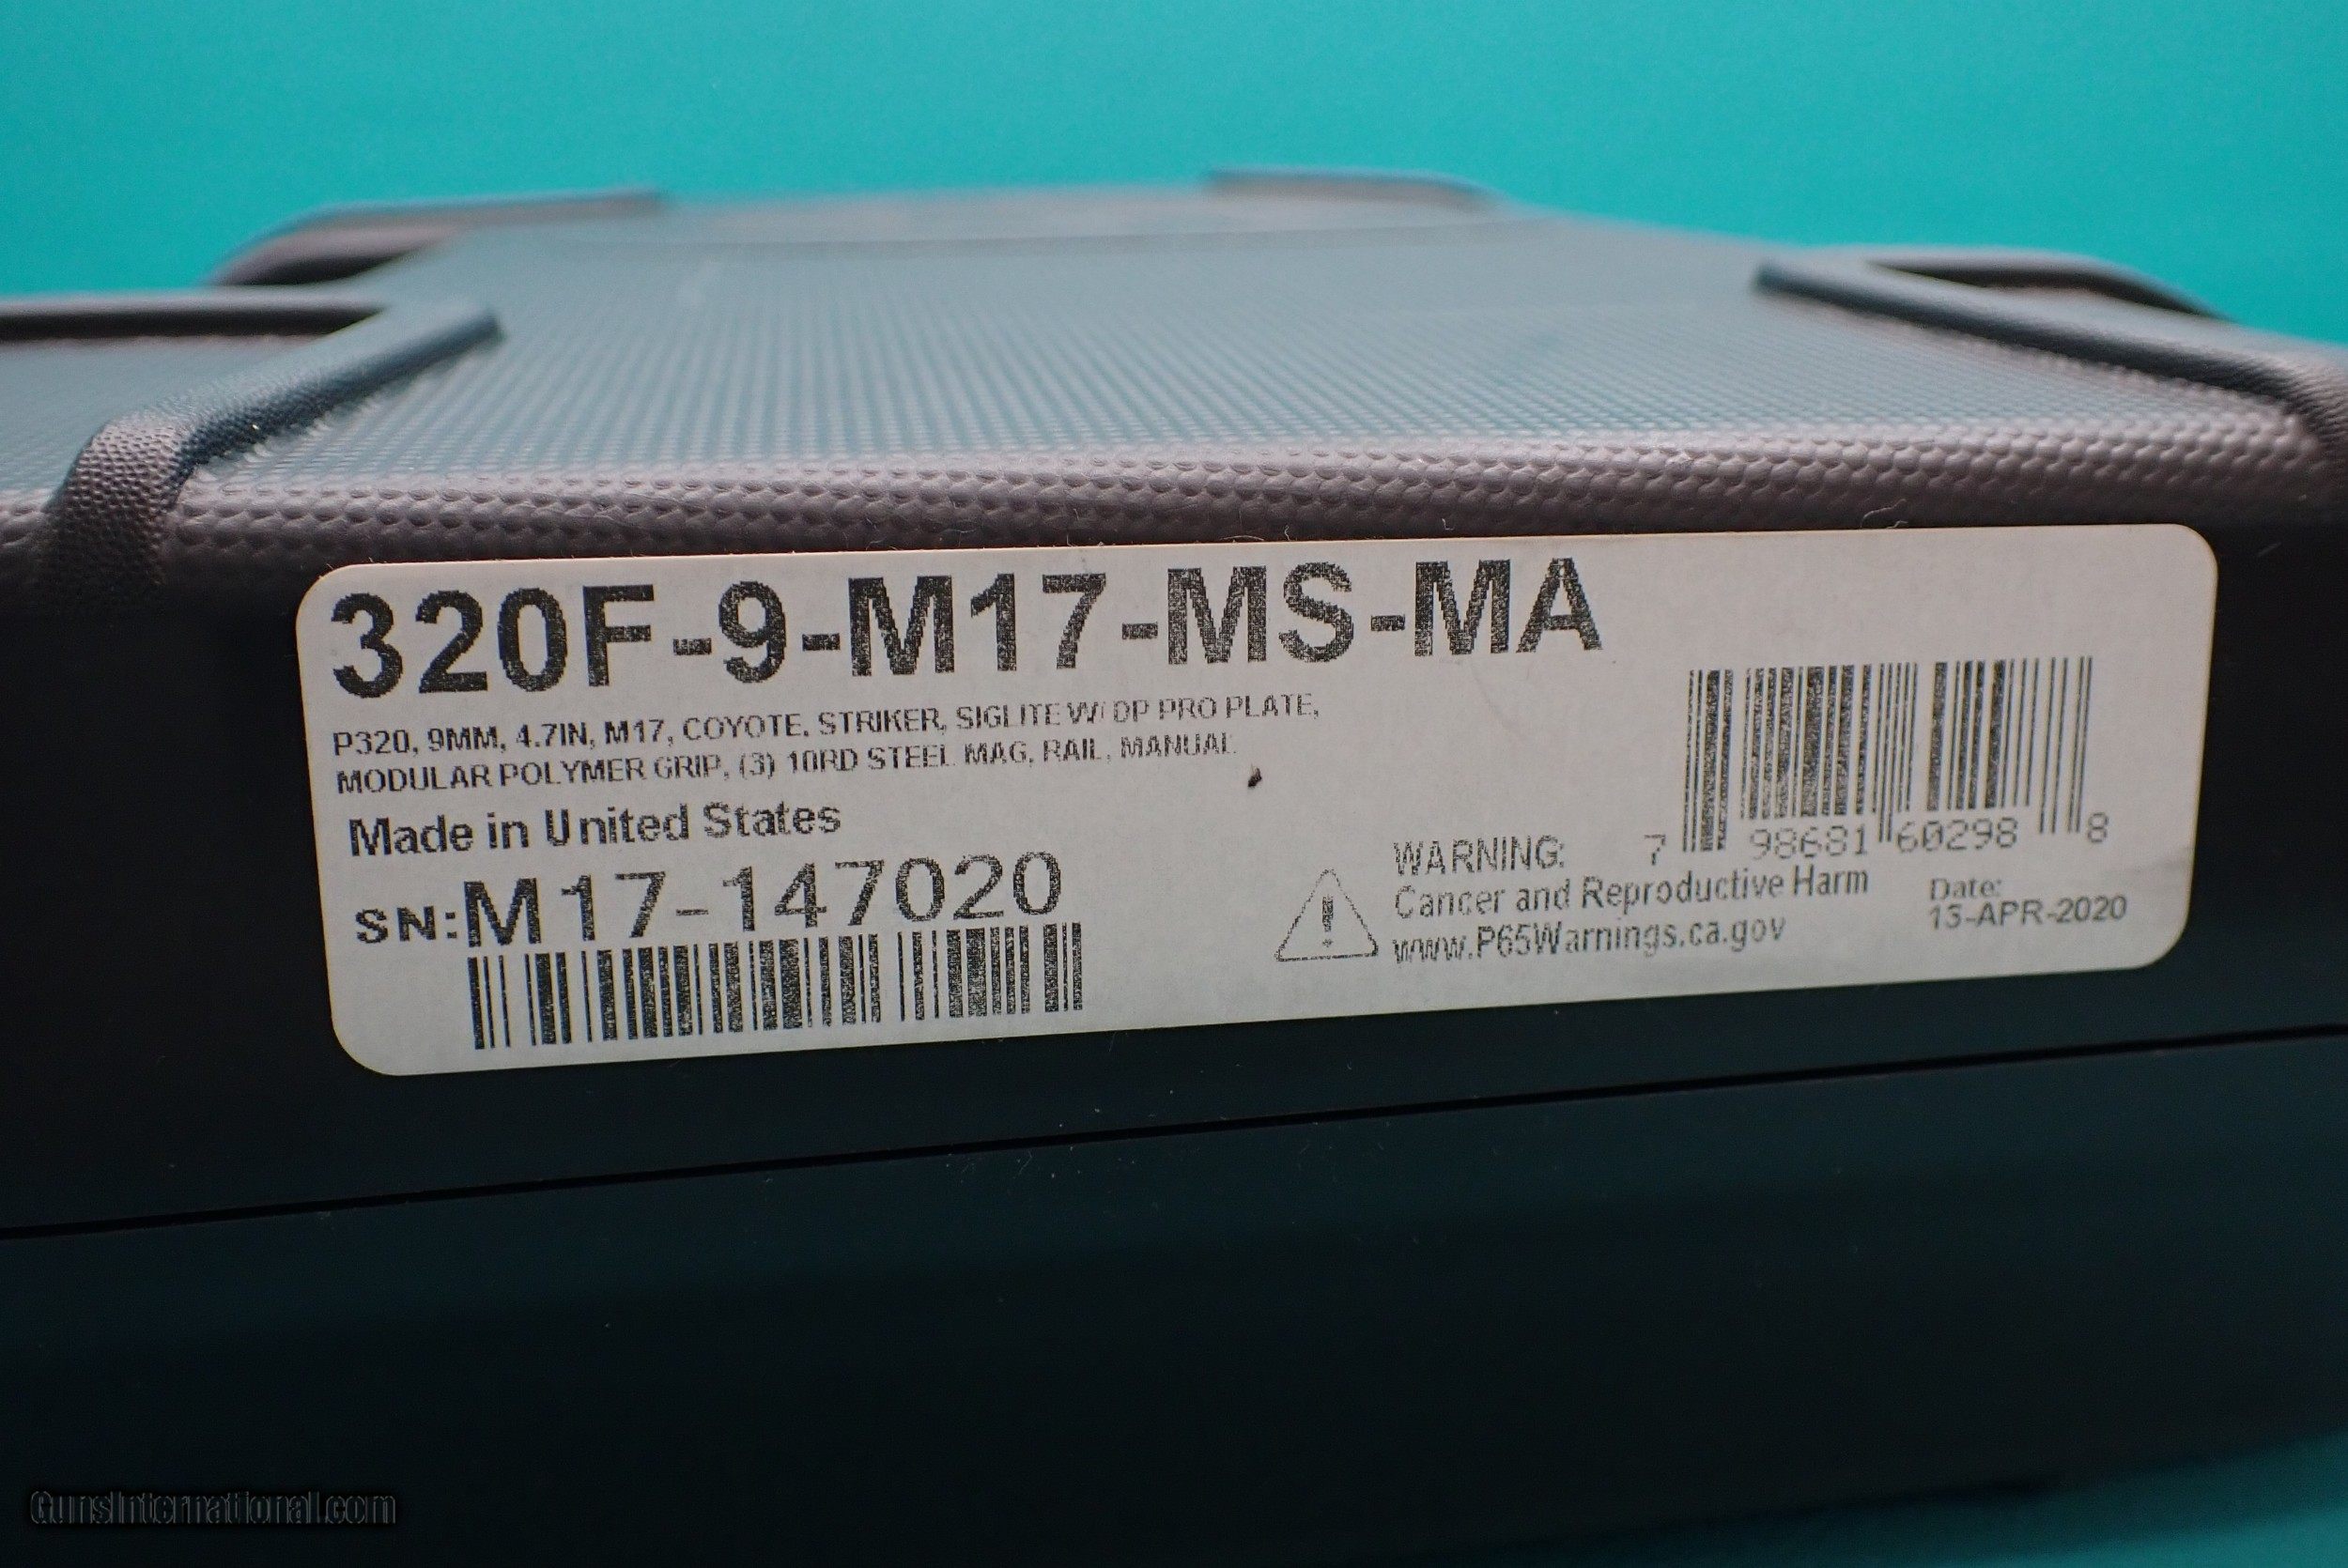 320F-9-M17-MS-MA
P320, 9MM, 4.7IN, M17, COYOTE, STRIKER, SIGLITE W/ DP PRO PLATE,
MODULAR POLYMER GRIP, (3) 10RD STEEL MAG, RAIL, MANUAL
Made in United States
SN:M17-147020
7 98681 60298 8
WARNING:
Cancer and Reproductive Harm
www.P65Warnings.ca.gov
Date:
13-APR-2020
GunsInternational.com